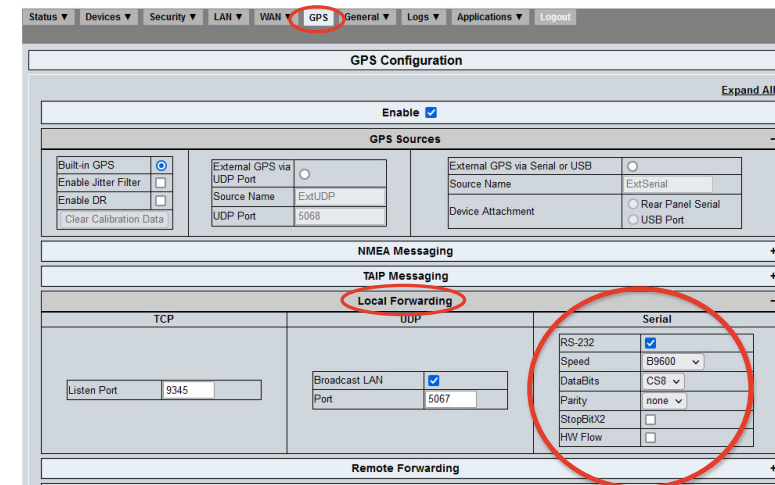 Status ▼ Devices ▼ Security ▼ LAN ▼ WAN ▼ GPS General ▼ Logs ▼ Applications ▼ Logout
GPS Configuration
Expand All
Enable
GPS Sources −
Built-in GPS
Enable Jitter Filter
Enable DR
Clear Calibration Data
External GPS via
UDP Port
Source Name ExtUDP
UDP Port 5068
External GPS via Serial or USB
Source Name ExtSerial
Device Attachment
Rear Panel Serial
USB Port
NMEA Messaging +
TAIP Messaging +
Local Forwarding −
TCP UDP Serial
Listen Port 9345
Broadcast LAN
Port 5067
RS-232
Speed B9600
DataBits CS8
Parity none
StopBitX2
HW Flow
Remote Forwarding +